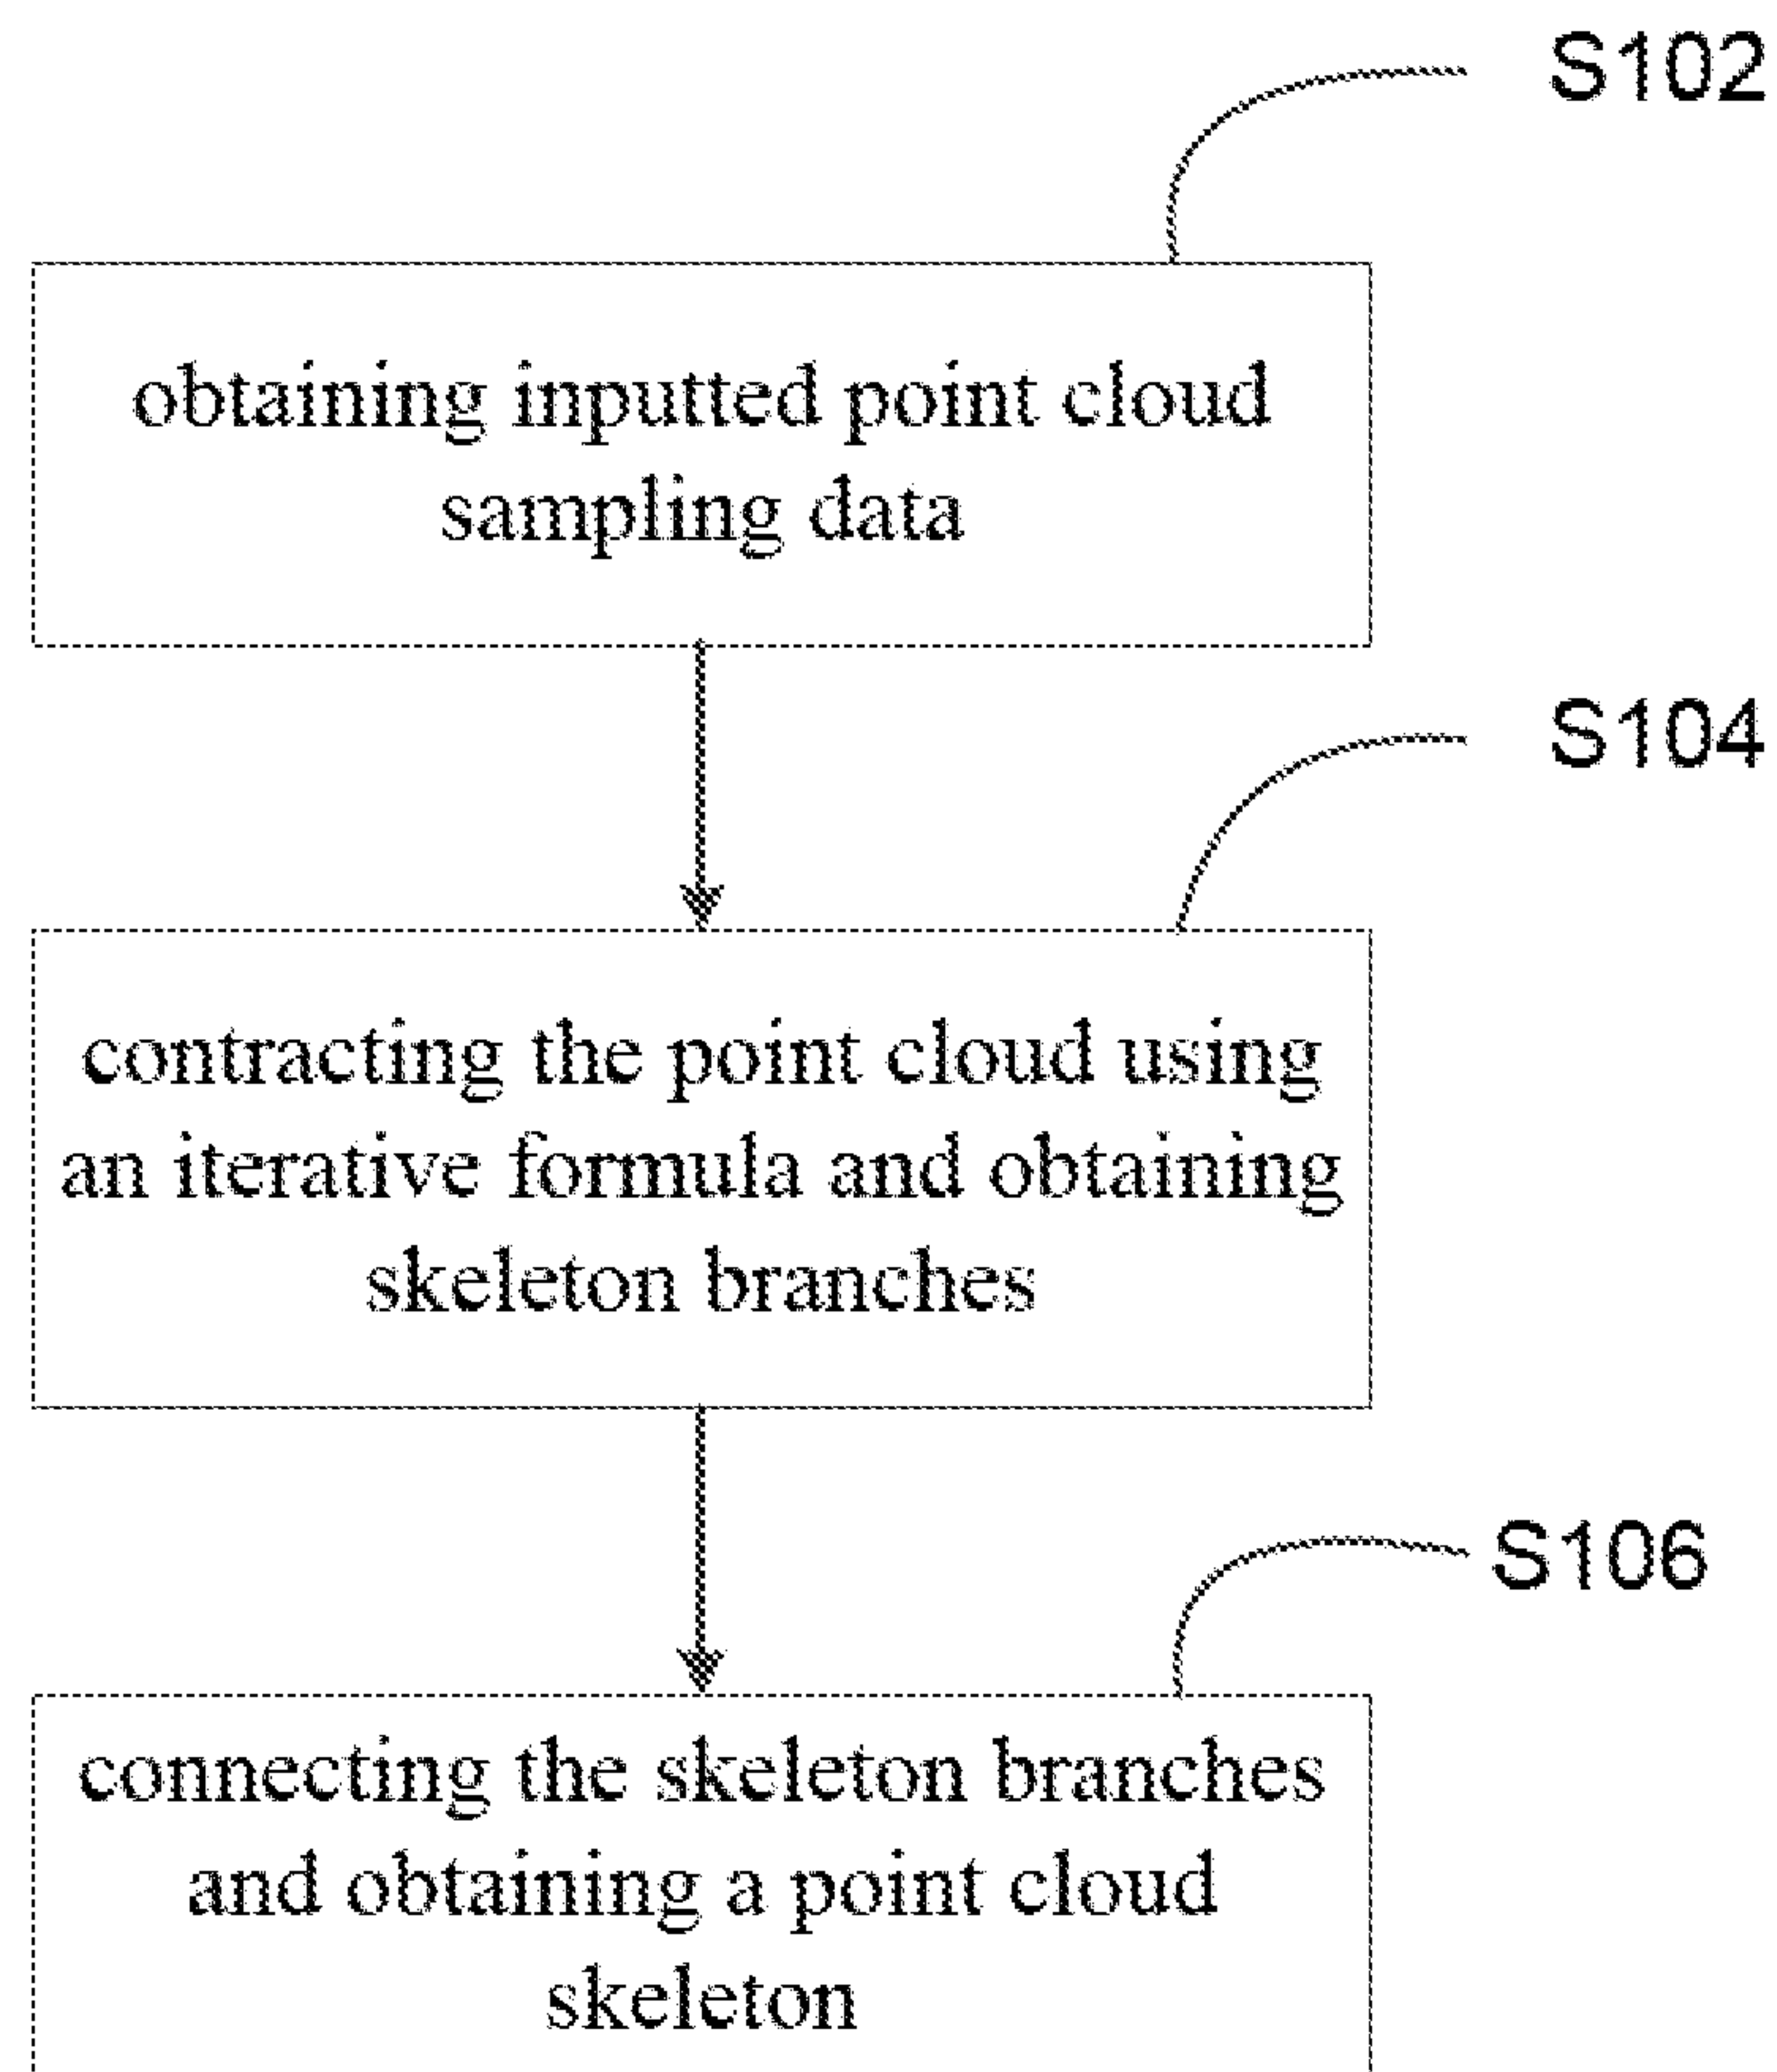 S102
obtaining inputted point cloud
sampling data
S104
contracting the point cloud using
an iterative formula and obtaining
skeleton branches
S106
connecting the skeleton branches
and obtaining a point cloud
skeleton